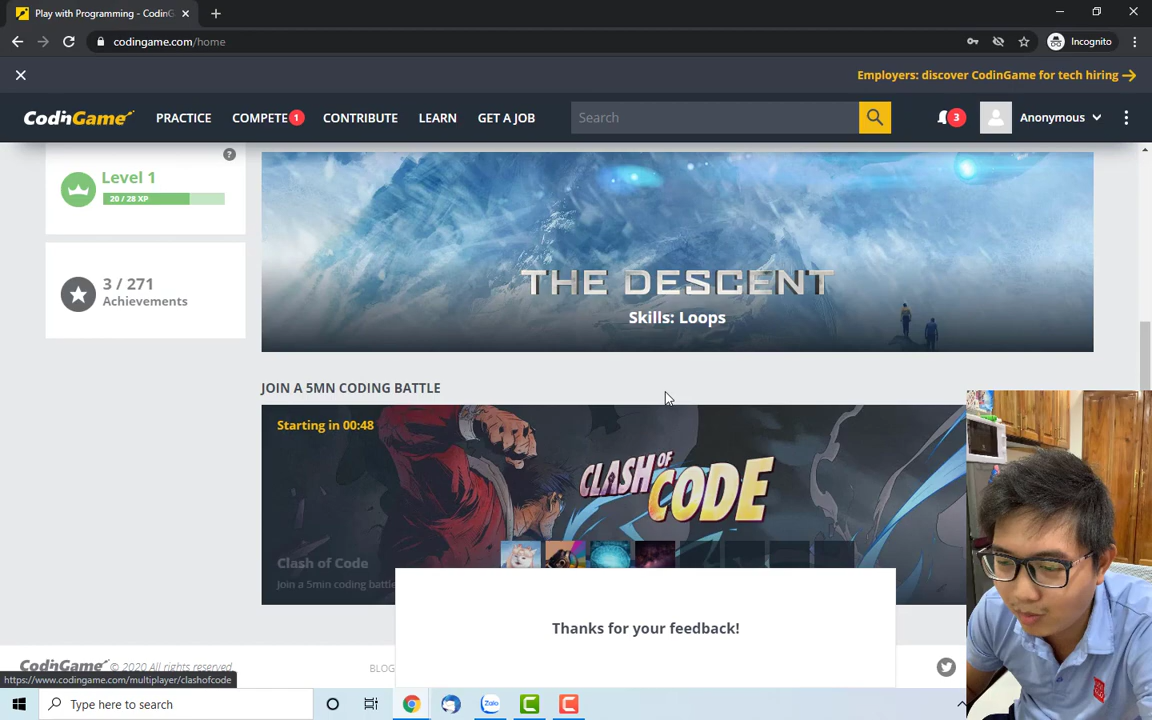 Play with Programming - CodinG
codingame.com/home
Incognito
Employers: discover CodinGame for tech hiring
CodinGame
PRACTICE
COMPETE 1
CONTRIBUTE
LEARN
GET A JOB
Search
3
Anonymous
?
Level 1
20 / 28 XP
3 / 271
Achievements
THE DESCENT
Skills: Loops
JOIN A 5MN CODING BATTLE
Starting in 00:48
CLASH OF
CODE
Clash of Code
Join a 5min coding battle
Thanks for your feedback!
CodinGame © 2020 All rights reserved
BLOG
https://www.codingame.com/multiplayer/clashofcode
Type here to search
Zalo